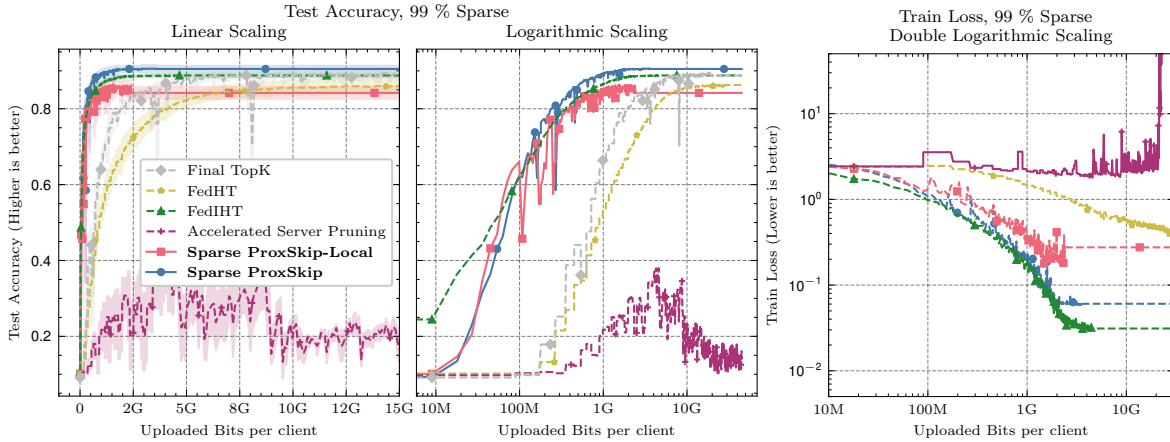 Test Accuracy, 99 % Sparse
Linear Scaling
Logarithmic Scaling
Test Accuracy (Higher is better)
0.8
0.6
0.4
0.2
Final TopK
FedHT
FedIHT
Accelerated Server Pruning
Sparse ProxSkip-Local
Sparse ProxSkip
0 2G 5G 7G 8G 10G 12G 15G
Uploaded Bits per client
10M 100M 1G 10G
Uploaded Bits per client
Train Loss, 99 % Sparse
Double Logarithmic Scaling
Train Loss (Lower is better)
10¹
10⁰
10⁻¹
10⁻²
10M 100M 1G 10G
Uploaded Bits per client